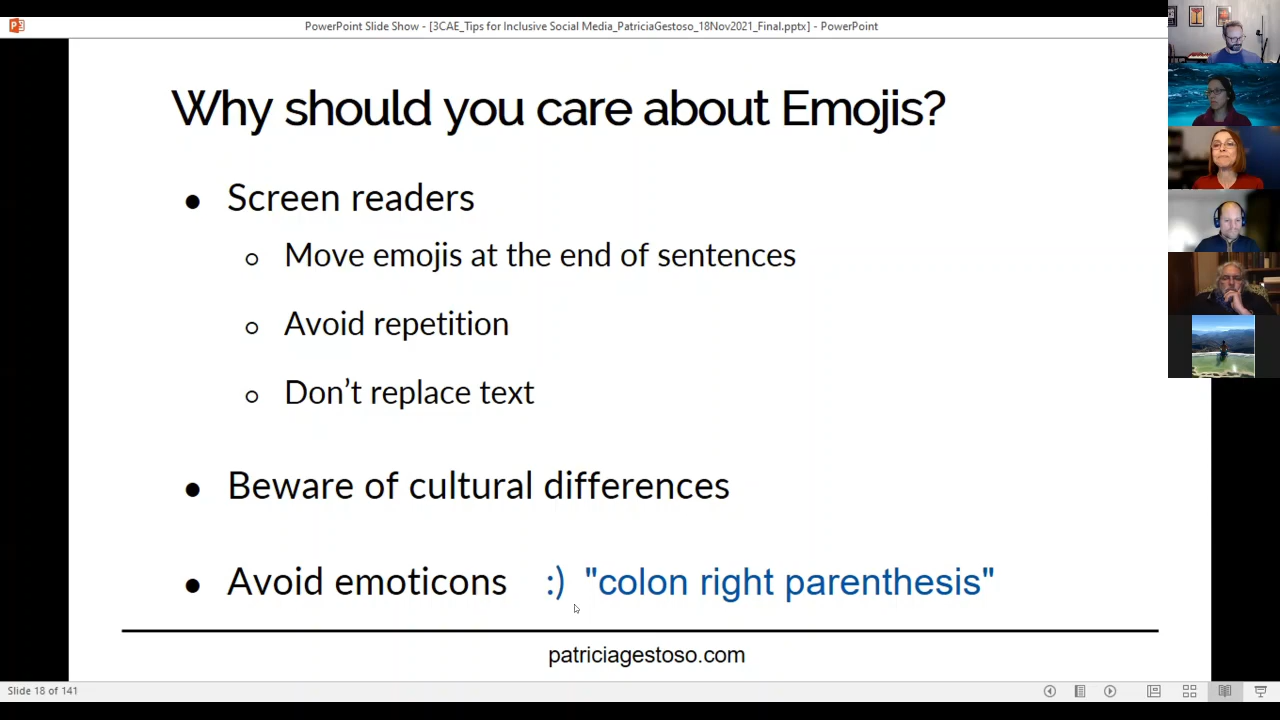 PowerPoint Slide Show - [3CAE_Tips for Inclusive Social Media_PatriciaGestoso_18Nov2021_Final.pptx] - PowerPoint
Why should you care about Emojis?
● Screen readers
○ Move emojis at the end of sentences
○ Avoid repetition
○ Don’t replace text
● Beware of cultural differences
● Avoid emoticons :) "colon right parenthesis"
patriciagestoso.com
Slide 18 of 141